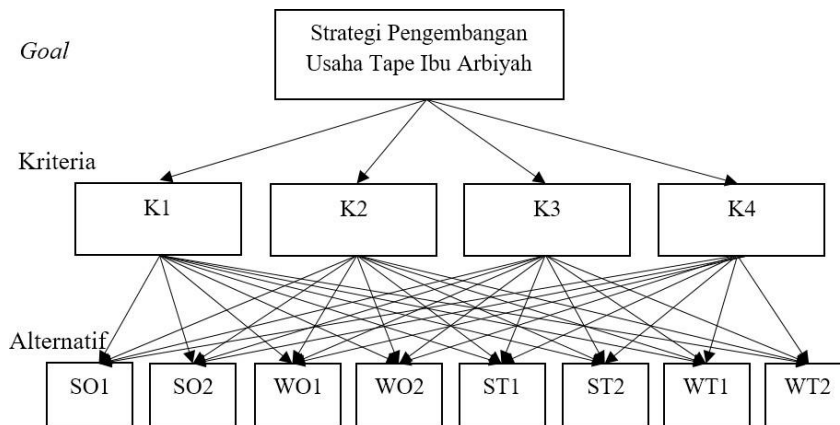 Goal
Strategi Pengembangan
Usaha Tape Ibu Arbiyah
Kriteria
K1
K2
K3
K4
Alternatif
SO1
SO2
WO1
WO2
ST1
ST2
WT1
WT2